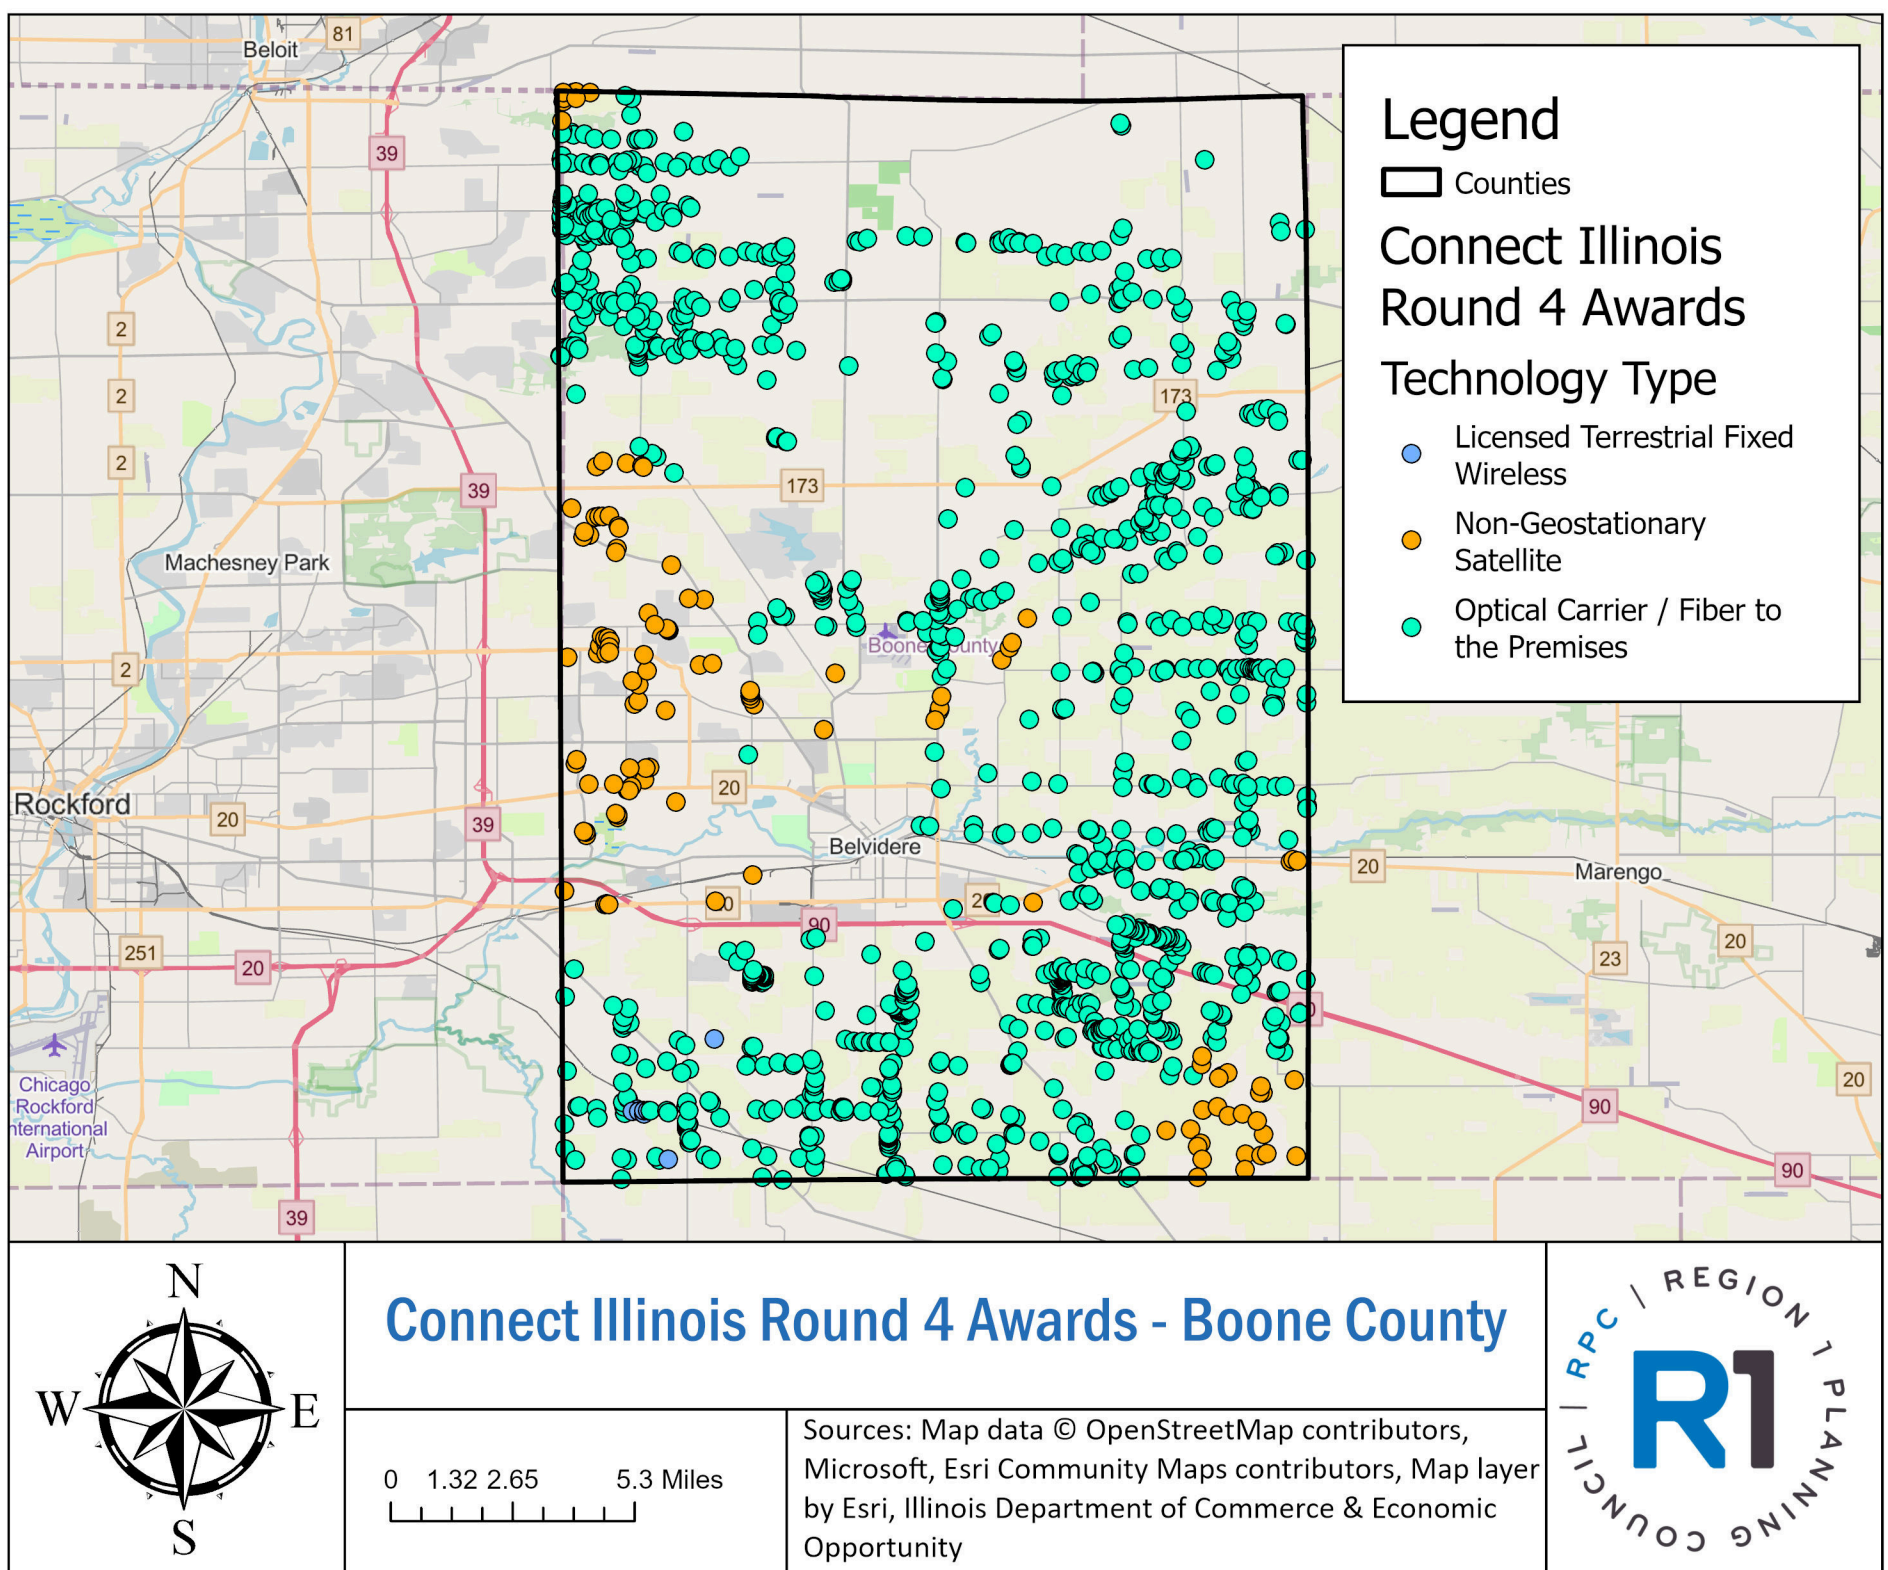 Beloit
81
39
2
2
2
39
173
173
Machesney Park
2
Boone County
Rockford
20
39
20
Belvidere
20
Marengo
90
251
20
23
20
Chicago
Rockford
nternational
Airport
20
90
90
39
Legend
Counties
Connect Illinois
Round 4 Awards
Technology Type
Licensed Terrestrial Fixed
Wireless
Non-Geostationary
Satellite
Optical Carrier / Fiber to
the Premises
N
W E
S
Connect Illinois Round 4 Awards - Boone County
0 1.32 2.65 5.3 Miles
Sources: Map data © OpenStreetMap contributors,
Microsoft, Esri Community Maps contributors, Map layer
by Esri, Illinois Department of Commerce & Economic
Opportunity
| RPC | REGION 1 PLANNING COUNCIL
R1